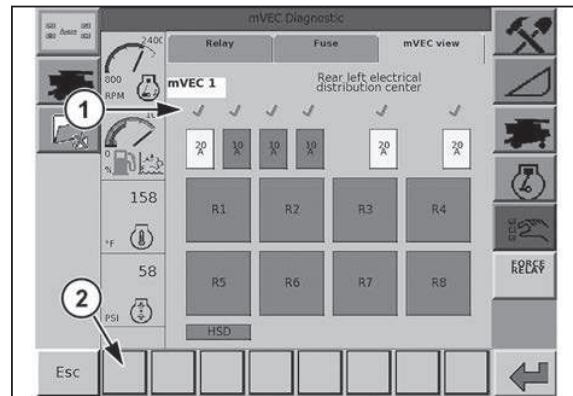 mVEC Diagnostic
2400
Relay Fuse mVEC view
800
RPM
mVEC 1
Rear left electrical
distribution center
1
20 A 10 A 10 A 10 A 20 A 20 A
0
%
158
°F
R1 R2 R3 R4
58
PSI
R5 R6 R7 R8
FORCE
RELAY
2
HSD
Esc